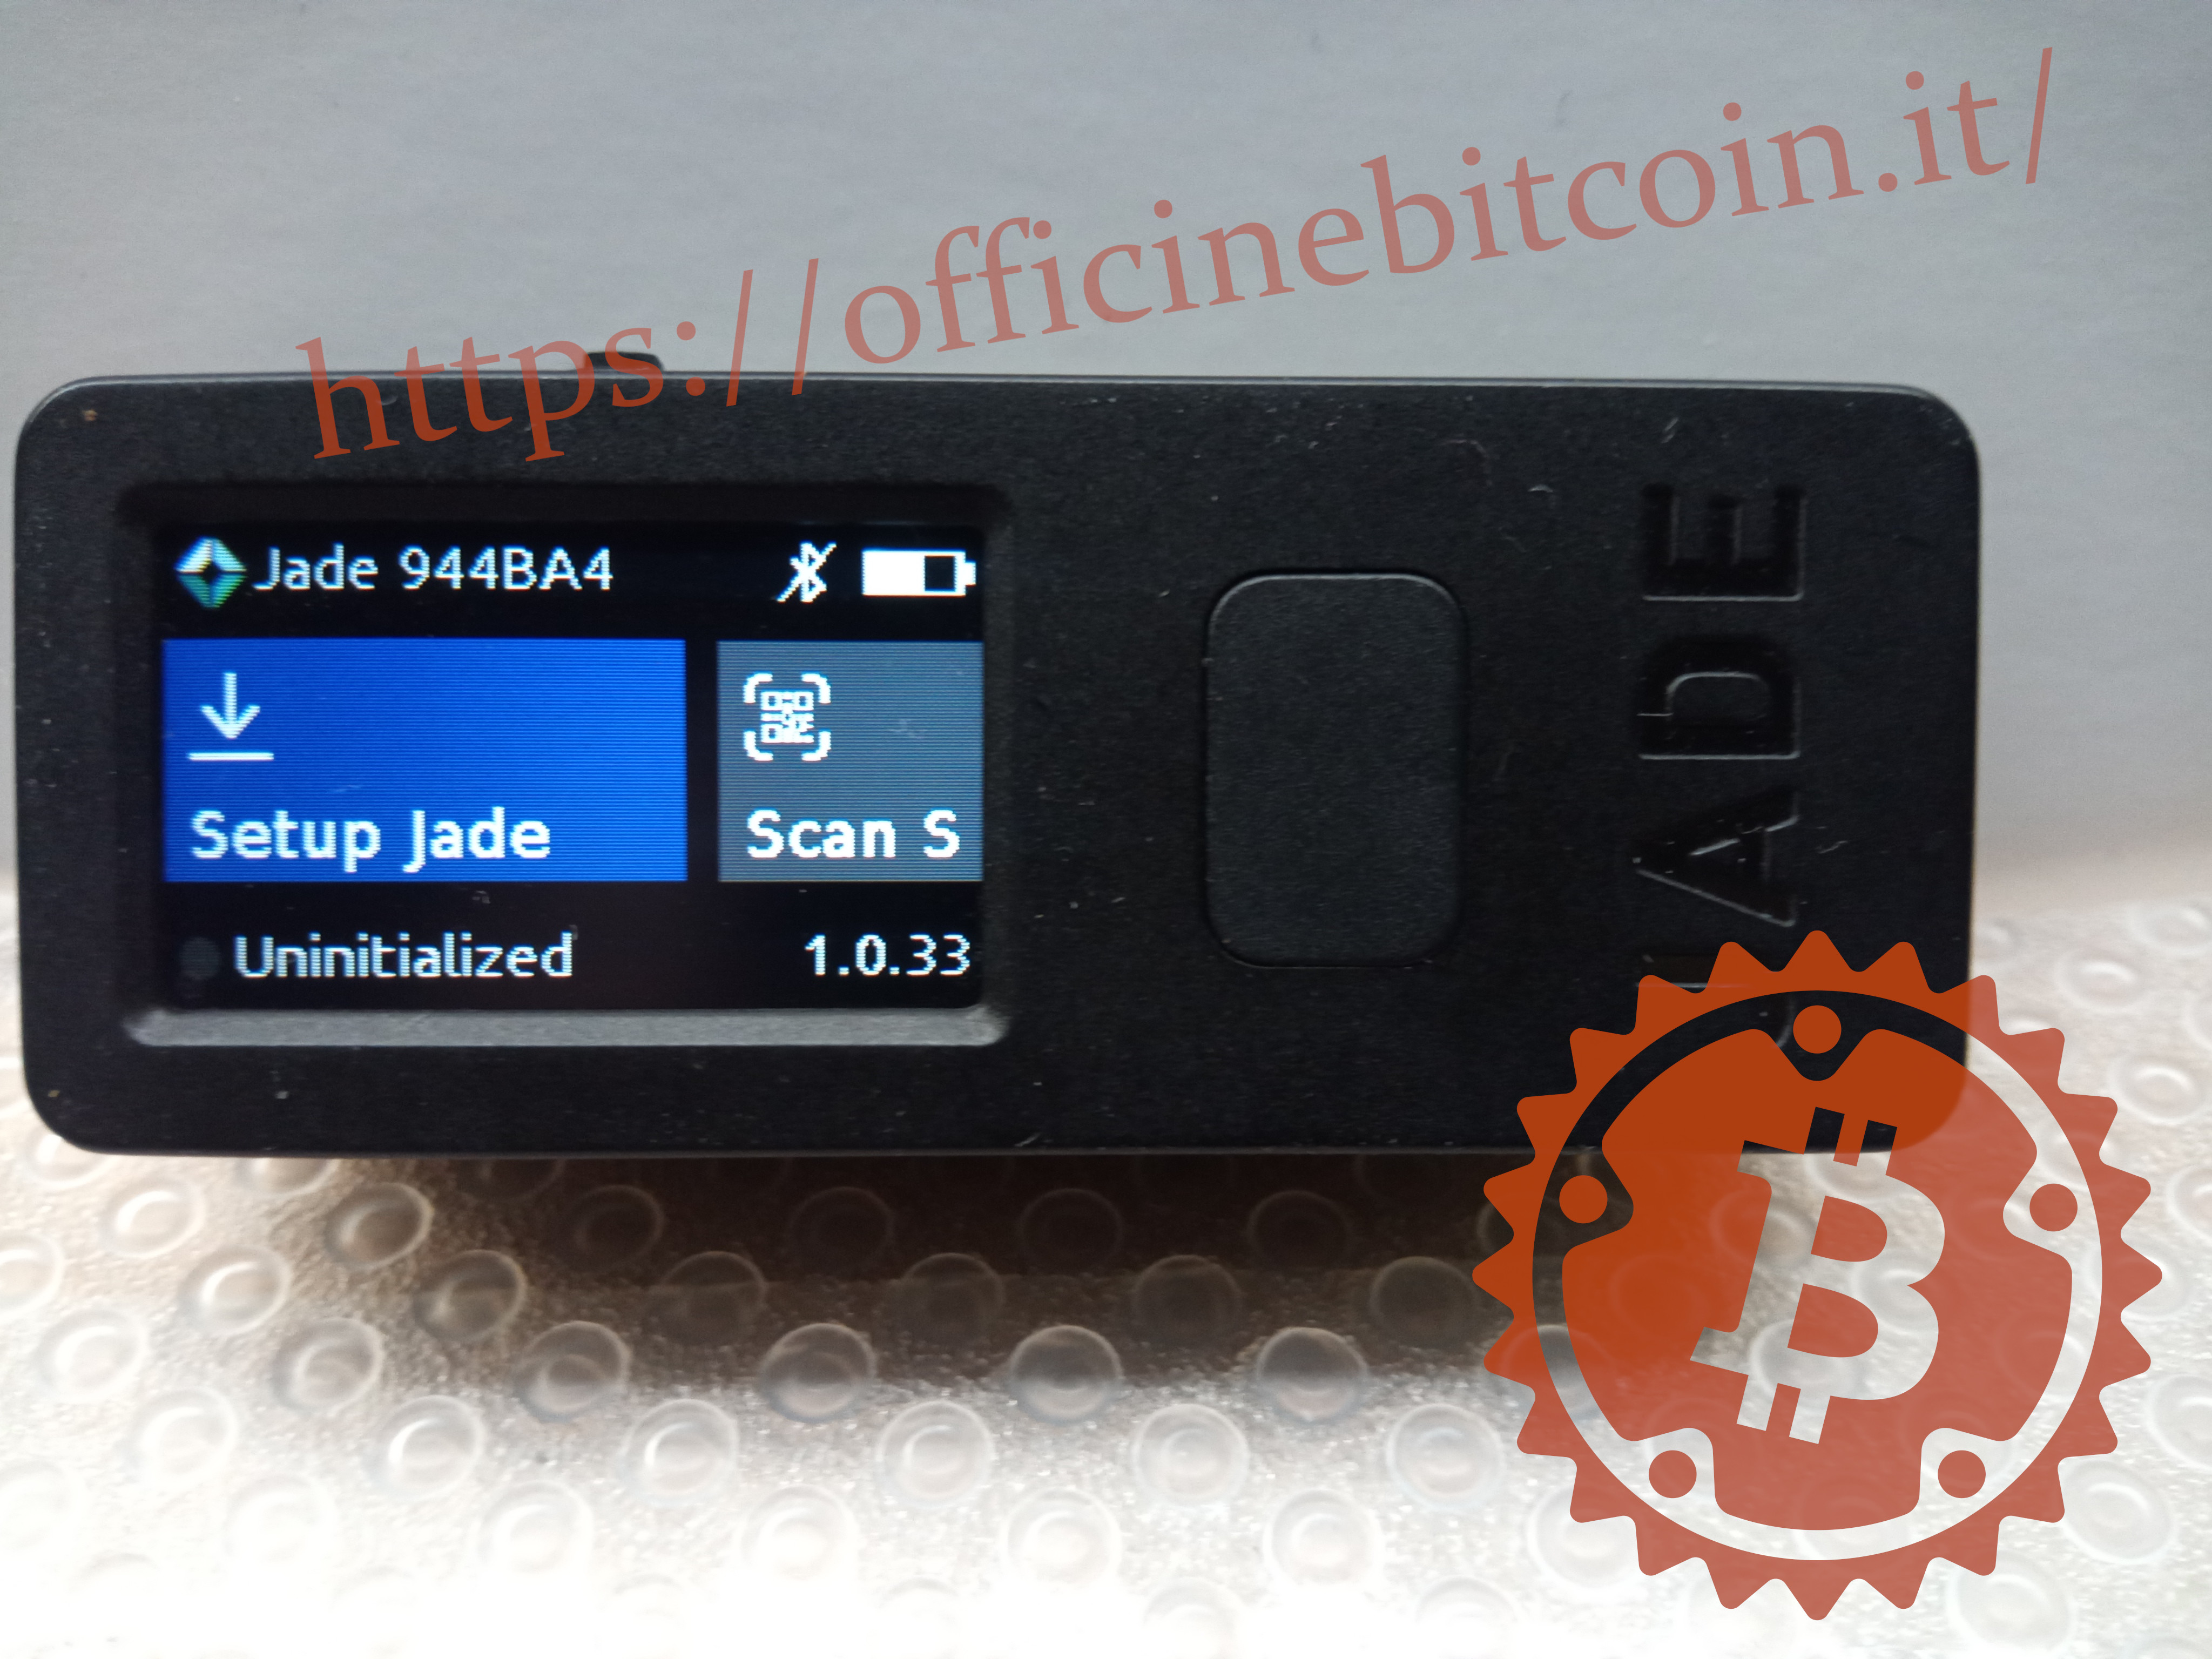 https://officinebitcoin.it/
Jade 944BA4
Setup Jade
Scan S
Uninitialized
1.0.33
JADE